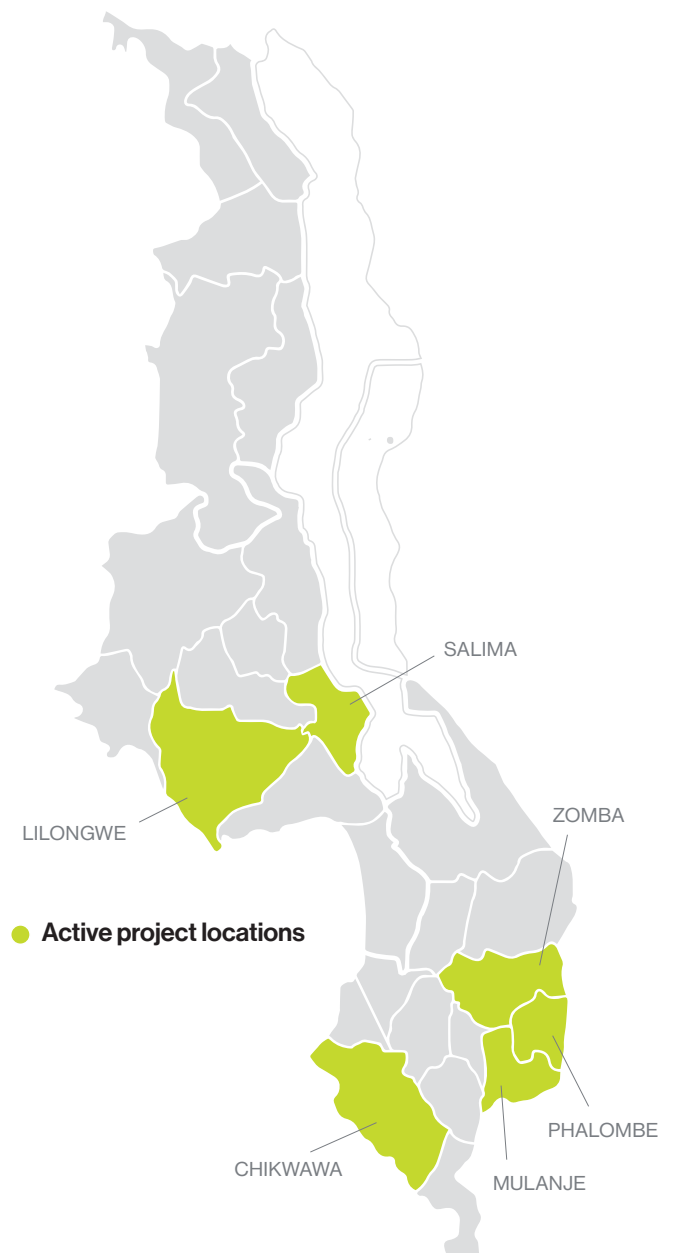 SALIMA
ZOMBA
LILONGWE
Active project locations
PHALOMBE
CHIKWAWA
MULANJE